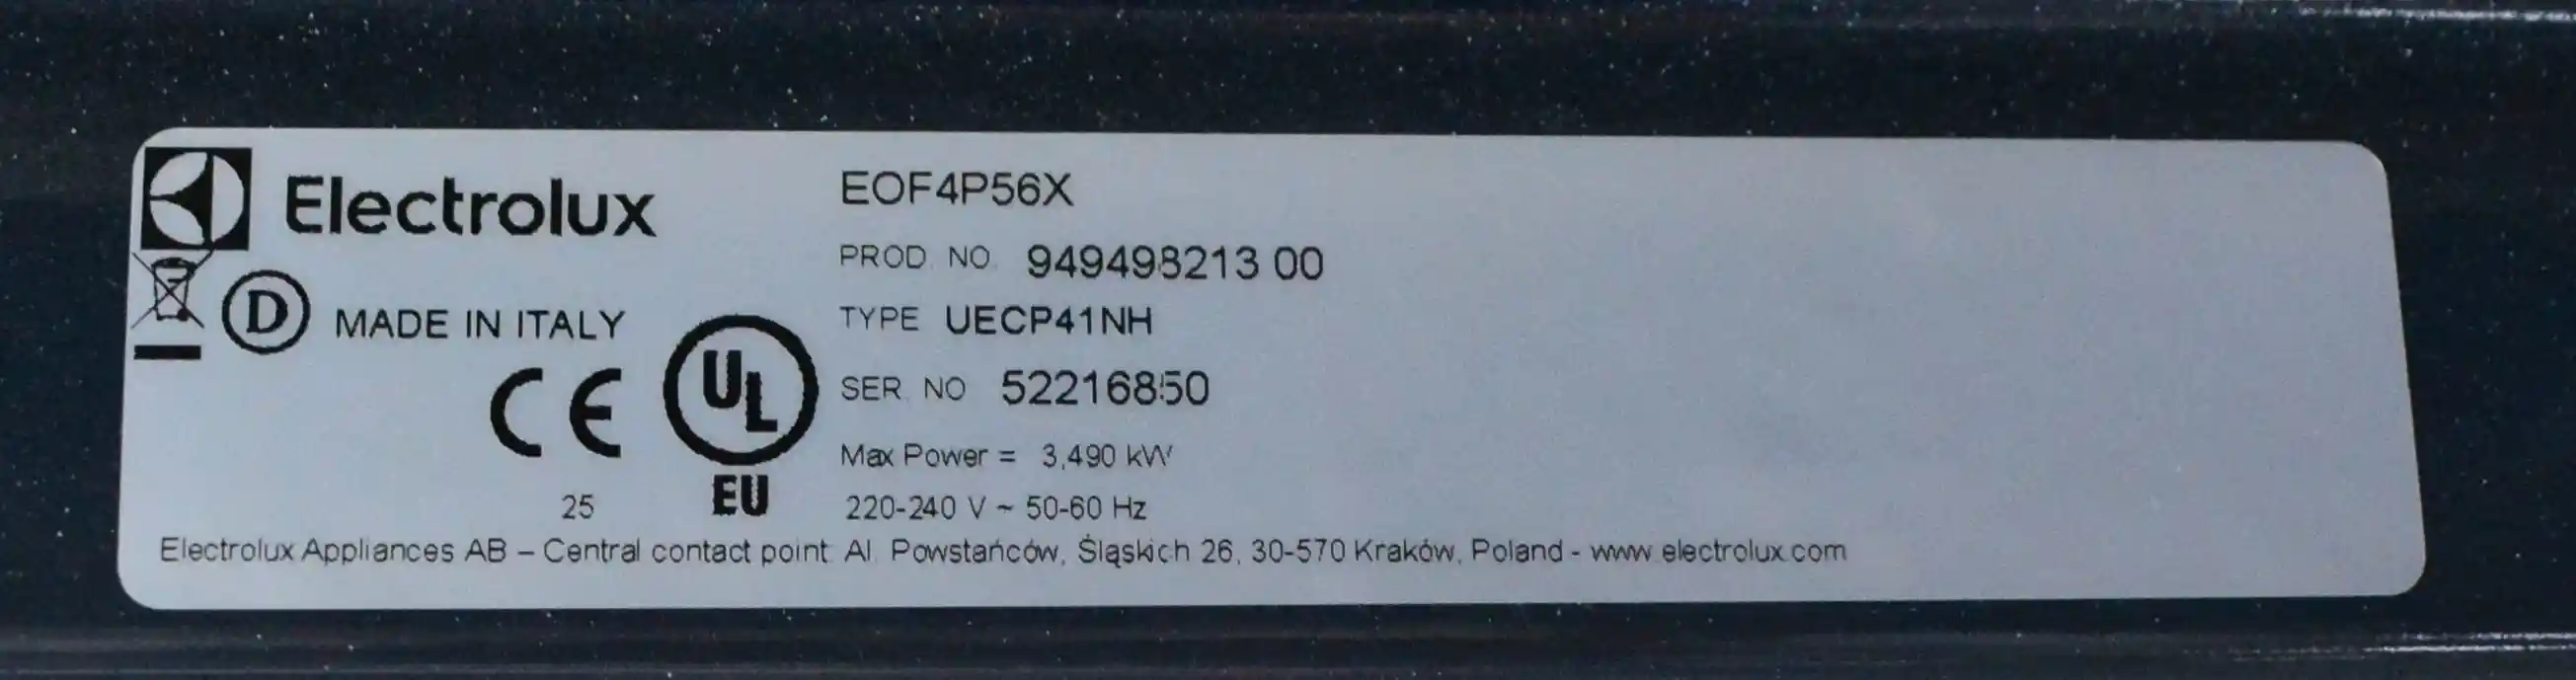 Electrolux
EOF4P56X
PROD. NO. 949498213 00
D MADE IN ITALY
TYPE UECP41NH
CE
UL
EU
SER. NO 52216850
Max Power = 3,490 kW
25
220-240 V ~ 50-60 Hz
Electrolux Appliances AB – Central contact point: Al. Powstańców, Śląskich 26, 30-570 Kraków, Poland - www.electrolux.com